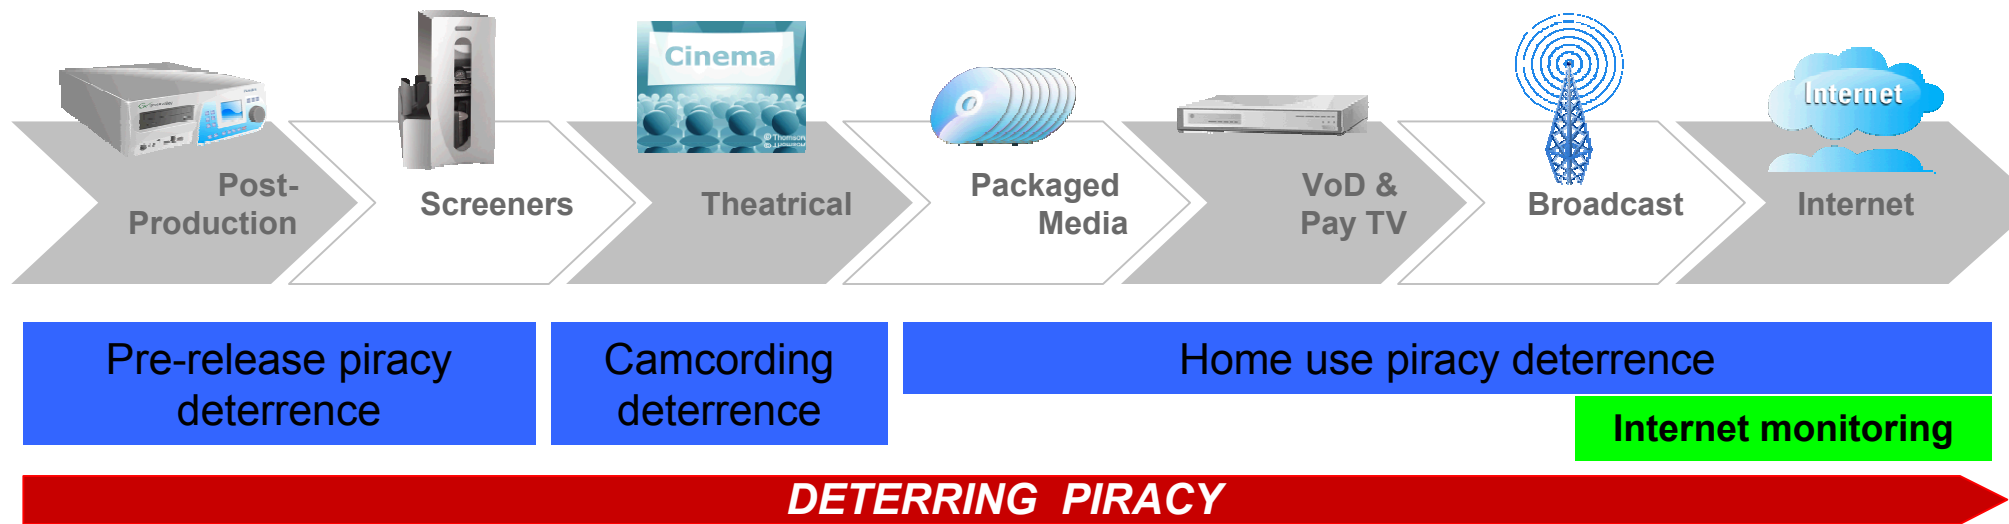 Cinema
© Thomson
Internet
Post-
Production
Screeners
Theatrical
Packaged
Media
VoD &
Pay TV
Broadcast
Internet
Pre-release piracy
deterrence
Camcording
deterrence
Home use piracy deterrence
Internet monitoring
DETERRING PIRACY